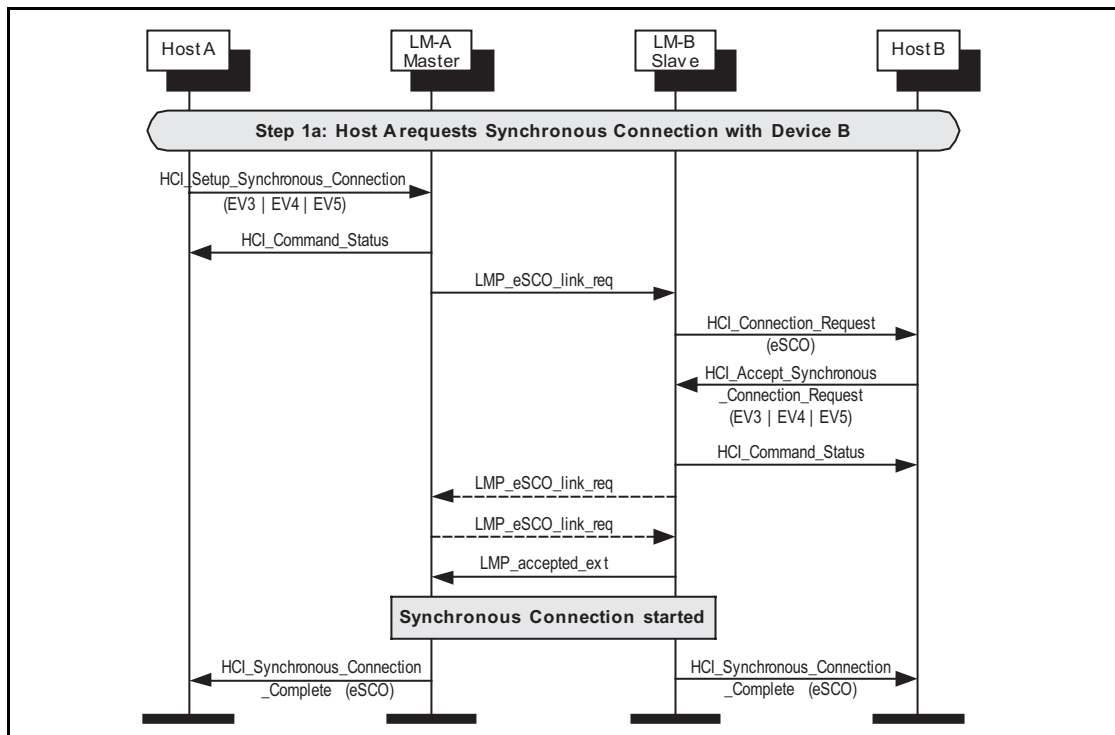 Host A
LM-A
Master
LM-B
Slave
Host B
Step 1a: Host A requests Synchronous Connection with Device B
HCI_Setup_Synchronous_Connection
(EV3 | EV4 | EV5)
HCI_Command_Status
LMP_eSCO_link_req
HCI_Connection_Request
(eSCO)
HCI_Accept_Synchronous
_Connection_Request
(EV3 | EV4 | EV5)
HCI_Command_Status
LMP_eSCO_link_req
LMP_eSCO_link_req
LMP_accepted_ext
Synchronous Connection started
HCI_Synchronous_Connection
_Complete (eSCO)
HCI_Synchronous_Connection
_Complete (eSCO)